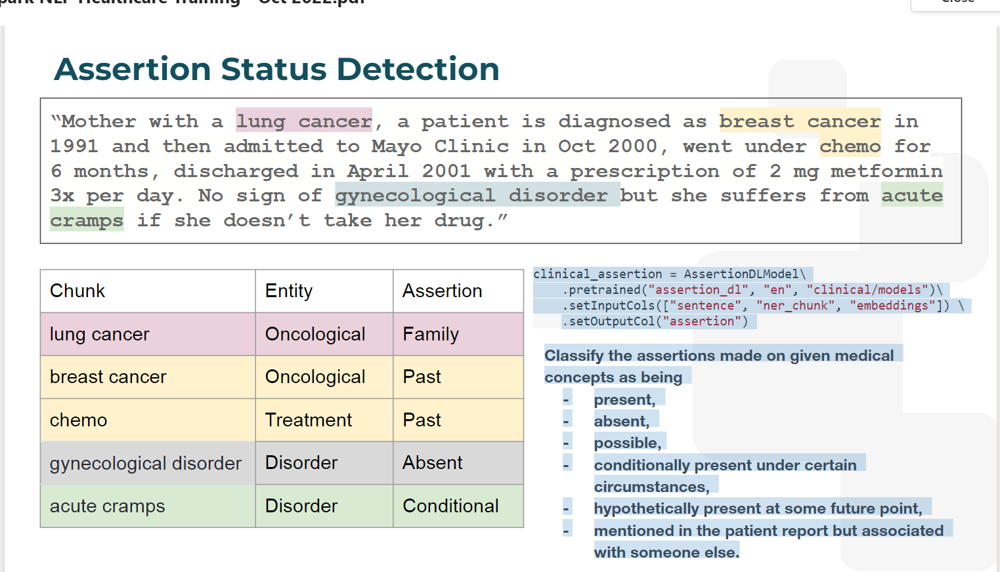 Spark NLP Healthcare Training - Oct 2022.pdf
Close
Assertion Status Detection
“Mother with a lung cancer, a patient is diagnosed as breast cancer in
1991 and then admitted to Mayo Clinic in Oct 2000, went under chemo for
6 months, discharged in April 2001 with a prescription of 2 mg metformin
3x per day. No sign of gynecological disorder but she suffers from acute
cramps if she doesn’t take her drug.”
Chunk Entity Assertion
lung cancer Oncological Family
breast cancer Oncological Past
chemo Treatment Past
gynecological disorder Disorder Absent
acute cramps Disorder Conditional
clinical_assertion = AssertionDLModel\
.pretrained("assertion_dl", "en", "clinical/models")\
.setInputCols(["sentence", "ner_chunk", "embeddings"]) \
.setOutputCol("assertion")
Classify the assertions made on given medical
concepts as being
- present,
- absent,
- possible,
- conditionally present under certain
circumstances,
- hypothetically present at some future point,
- mentioned in the patient report but associated
with someone else.